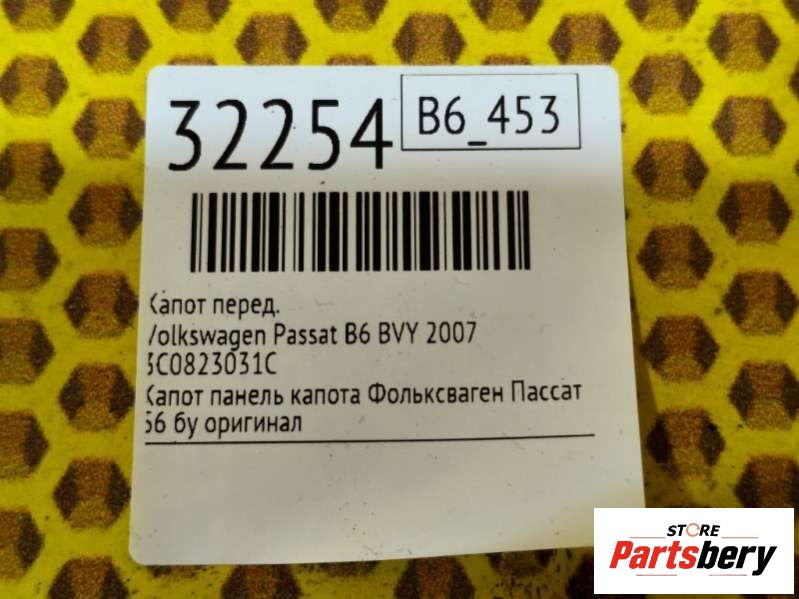 32254
B6_453
Капот перед.
Volkswagen Passat B6 BVY 2007
3C0823031C
Капот панель капота Фольксваген Пассат
Б6 бу оригинал
STORE
Partsbery